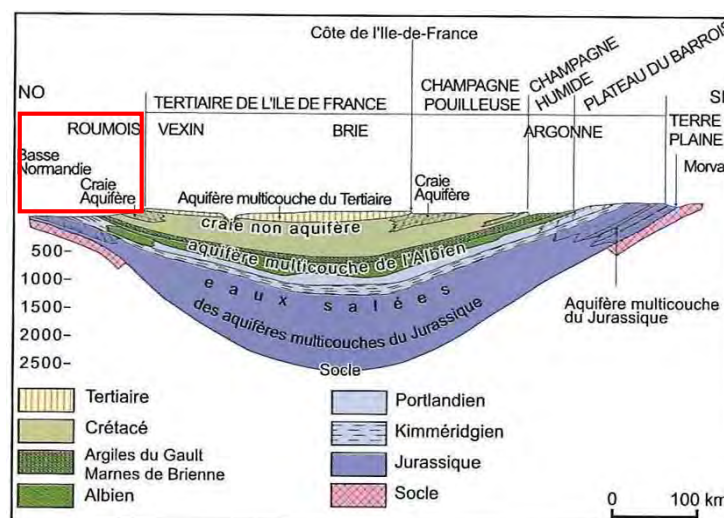 Côte de l'Ile-de-France
NO
TERTIAIRE DE L'ILE DE FRANCE
CHAMPAGNE
POUILLEUSE
CHAMPAGNE
HUMIDE
PLATEAU DU BARROIS
ROUMOIS
VEXIN
BRIE
ARGONNE
TERRE
PLAINE
Basse
Normandie
Craie
Aquifère
Aquifère multicouche du Tertiaire
Craie
Aquifère
Morva
craie non aquifère
aquifère multicouche de l'Albien
eaux salées
des aquifères multicouches du Jurassique
Socle
Aquifère multicouche
du Jurassique
500-
1000-
1500-
2000-
2500-
Tertiaire
Crétacé
Argiles du Gault
Marnes de Brienne
Albien
Portlandien
Kimméridgien
Jurassique
Socle
0 100 km